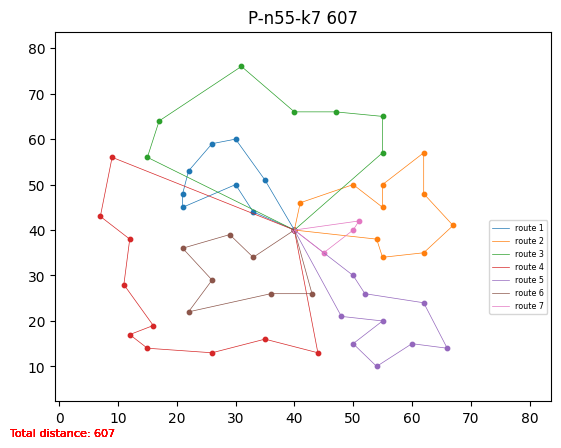 P-n55-k7 607
80
70
60
50
40
30
20
10
0 10 20 30 40 50 60 70 80
route 1
route 2
route 3
route 4
route 5
route 6
route 7
Total distance: 607